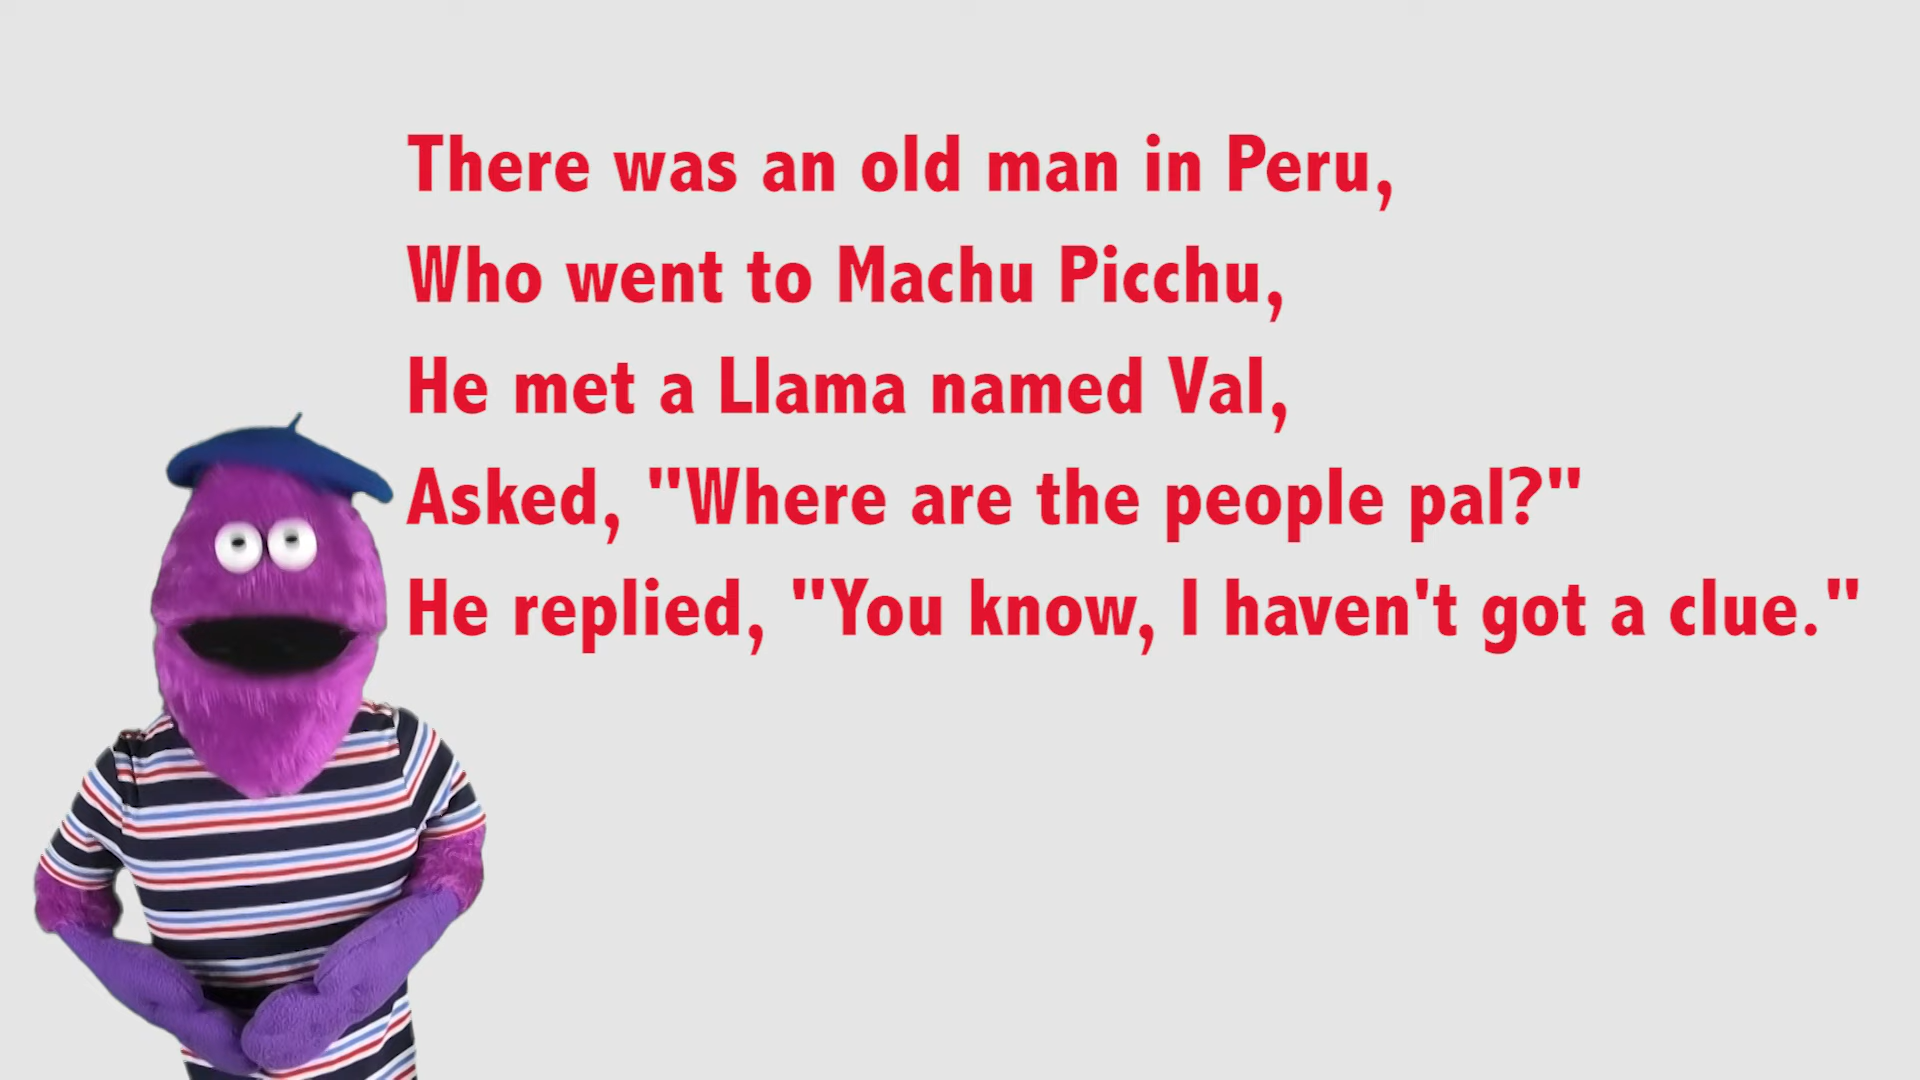 There was an old man in Peru,
Who went to Machu Picchu,
He met a Llama named Val,
Asked, "Where are the people pal?"
He replied, "You know, I haven't got a clue."